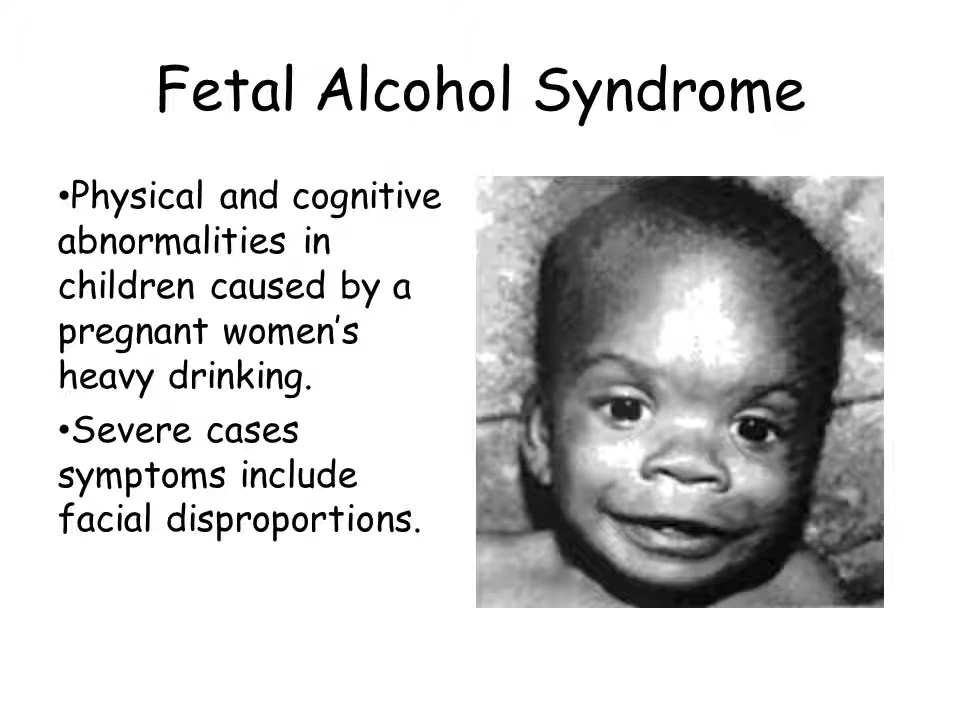 Fetal Alcohol Syndrome
•Physical and cognitive
abnormalities in
children caused by a
pregnant women’s
heavy drinking.
•Severe cases
symptoms include
facial disproportions.